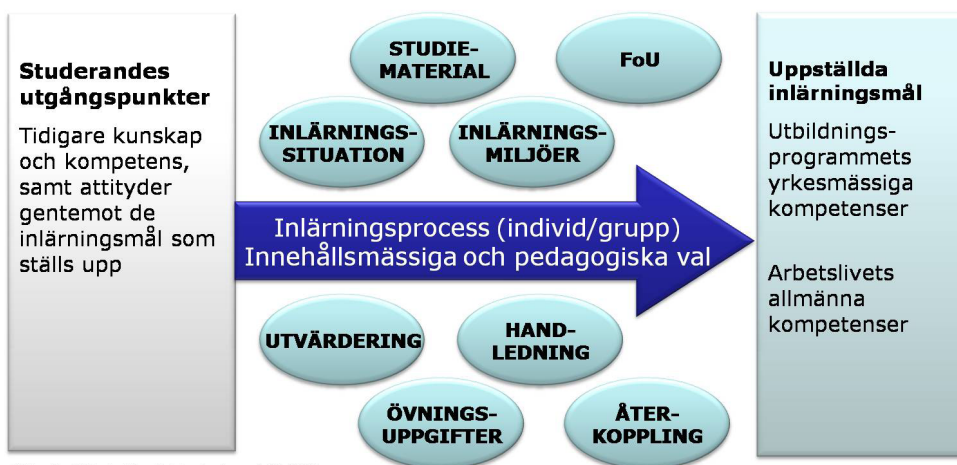 Studerandes
utgångspunkter
Tidigare kunskap
och kompetens,
samt attityder
gentemot de
inlärningsmål som
ställs upp
STUDIE-
MATERIAL
FoU
INLÄRNINGS-
SITUATION
INLÄRNINGS-
MILJÖER
Inlärningsprocess (individ/grupp)
Innehållsmässiga och pedagogiska val
UTVÄRDERING
HAND-
LEDNING
ÖVNINGS-
UPPGIFTER
ÅTER-
KOPPLING
Uppställda
inlärningsmål
Utbildnings-
programmets
yrkesmässiga
kompetenser
Arbetslivets
allmänna
kompetenser